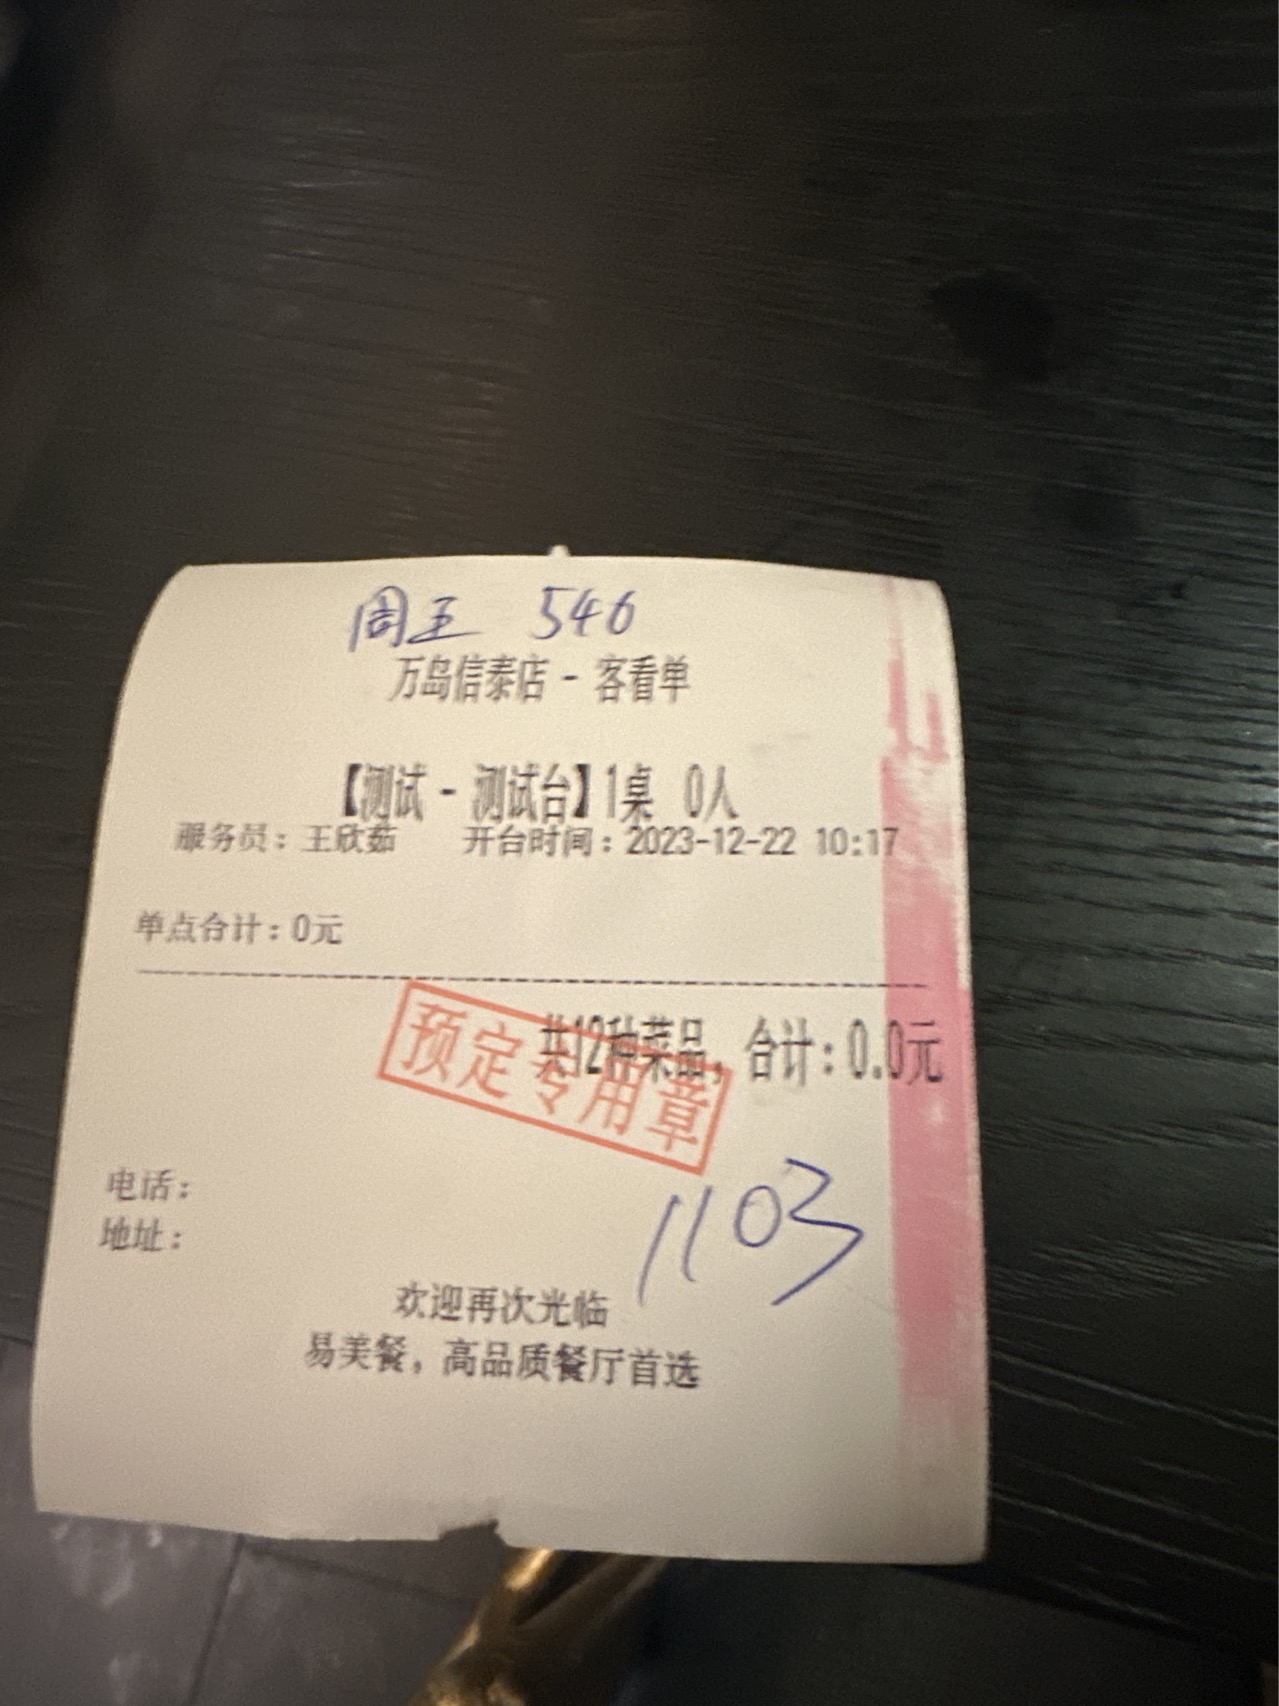 周五 546
万岛信泰店 - 客看单
【测试 - 测试台】1桌 0人
服务员：王欣茹 开台时间：2023-12-22 10:17
单点合计：0元
共12种菜品，合计：0.0元
预定专用章
电话：
地址：
1103
欢迎再次光临
易美餐，高品质餐厅首选